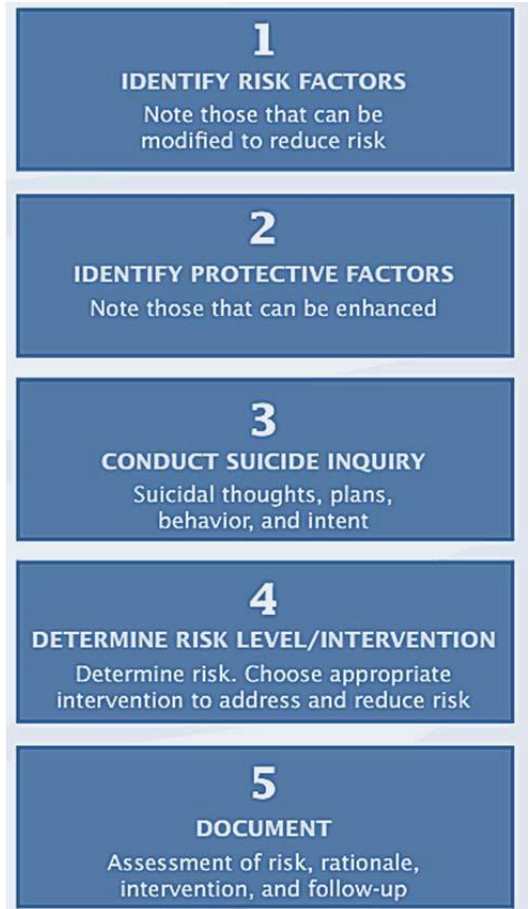 1
IDENTIFY RISK FACTORS
Note those that can be
modified to reduce risk
2
IDENTIFY PROTECTIVE FACTORS
Note those that can be enhanced
3
CONDUCT SUICIDE INQUIRY
Suicidal thoughts, plans,
behavior, and intent
4
DETERMINE RISK LEVEL/INTERVENTION
Determine risk. Choose appropriate
intervention to address and reduce risk
5
DOCUMENT
Assessment of risk, rationale,
intervention, and follow-up